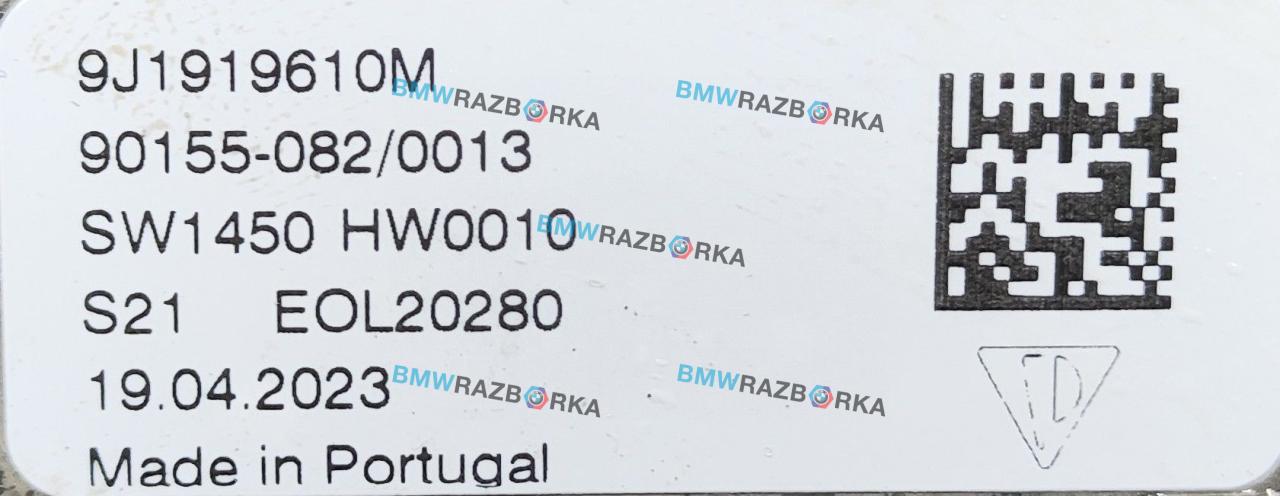 9J1919610M
90155-082/0013
SW1450 HW0010
S21 EOL20280
19.04.2023
Made in Portugal
TD
BMWRAZBORKA
BMWRAZBORKA
BMWRAZBORKA
BMWRAZBORKA
BMWRAZBORKA